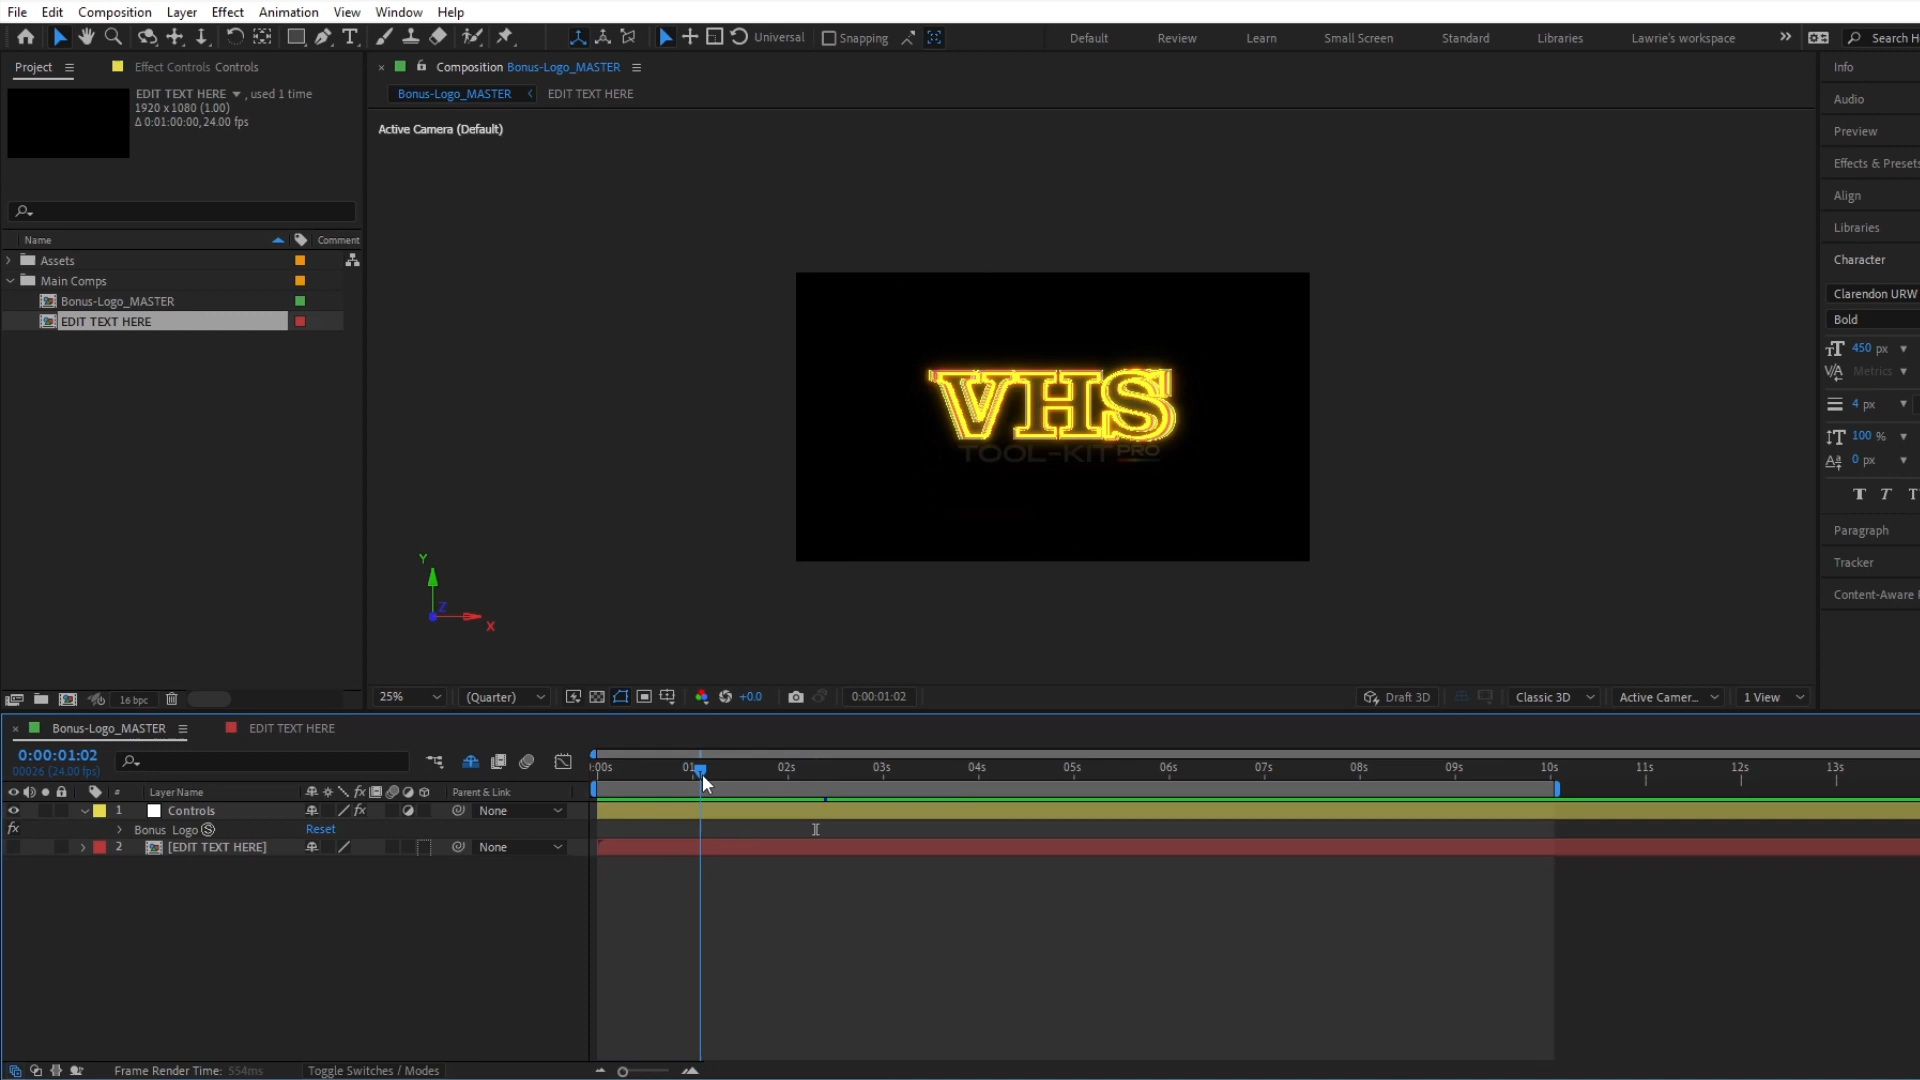 File Edit Composition Layer Effect Animation View Window Help
Universal Snapping Default Review Learn Small Screen Standard Libraries Lawrie's workspace Search H
Project Effect Controls Controls
EDIT TEXT HERE , used 1 time
1920 x 1080 (1.00)
Δ 0:01:00:00, 24.00 fps
Name Comment
Assets
Main Comps
Bonus-Logo_MASTER
EDIT TEXT HERE
16 bpc
Composition Bonus-Logo_MASTER
Bonus-Logo_MASTER EDIT TEXT HERE
Active Camera (Default)
VHS
TOOL-KIT PRO
Y
Z
X
25% (Quarter) +0.0 0:00:01:02 Draft 3D Classic 3D Active Camer... 1 View
Info
Audio
Preview
Effects & Presets
Align
Libraries
Character
Clarendon URW
Bold
450 px
Metrics
4 px
100 %
0 px
T T T
Paragraph
Tracker
Content-Aware F
Bonus-Logo_MASTER EDIT TEXT HERE
0:00:01:02
00026 (24.00 fps)
:00s 01 02s 03s 04s 05s 06s 07s 08s 09s 10s 11s 12s 13s
# Layer Name fx Parent & Link
1 Controls fx None
fx Bonus Logo Reset
2 [EDIT TEXT HERE] None
Frame Render Time: 554ms Toggle Switches / Modes